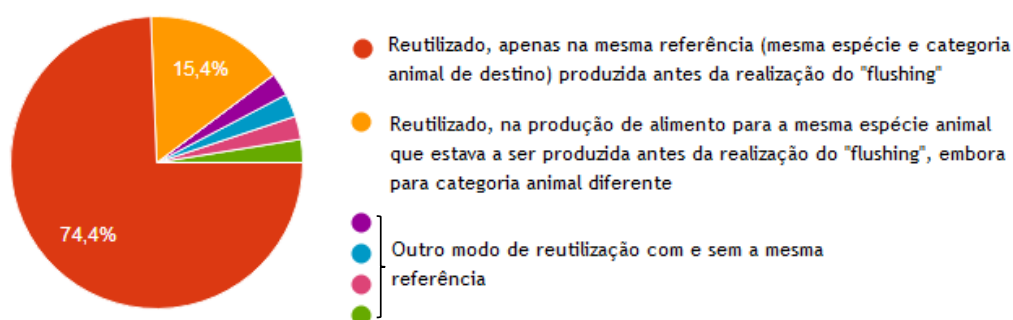 15,4%
74,4%
Reutilizado, apenas na mesma referência (mesma espécie e categoria
animal de destino) produzida antes da realização do "flushing"
Reutilizado, na produção de alimento para a mesma espécie animal
que estava a ser produzida antes da realização do "flushing", embora
para categoria animal diferente
Outro modo de reutilização com e sem a mesma
referência